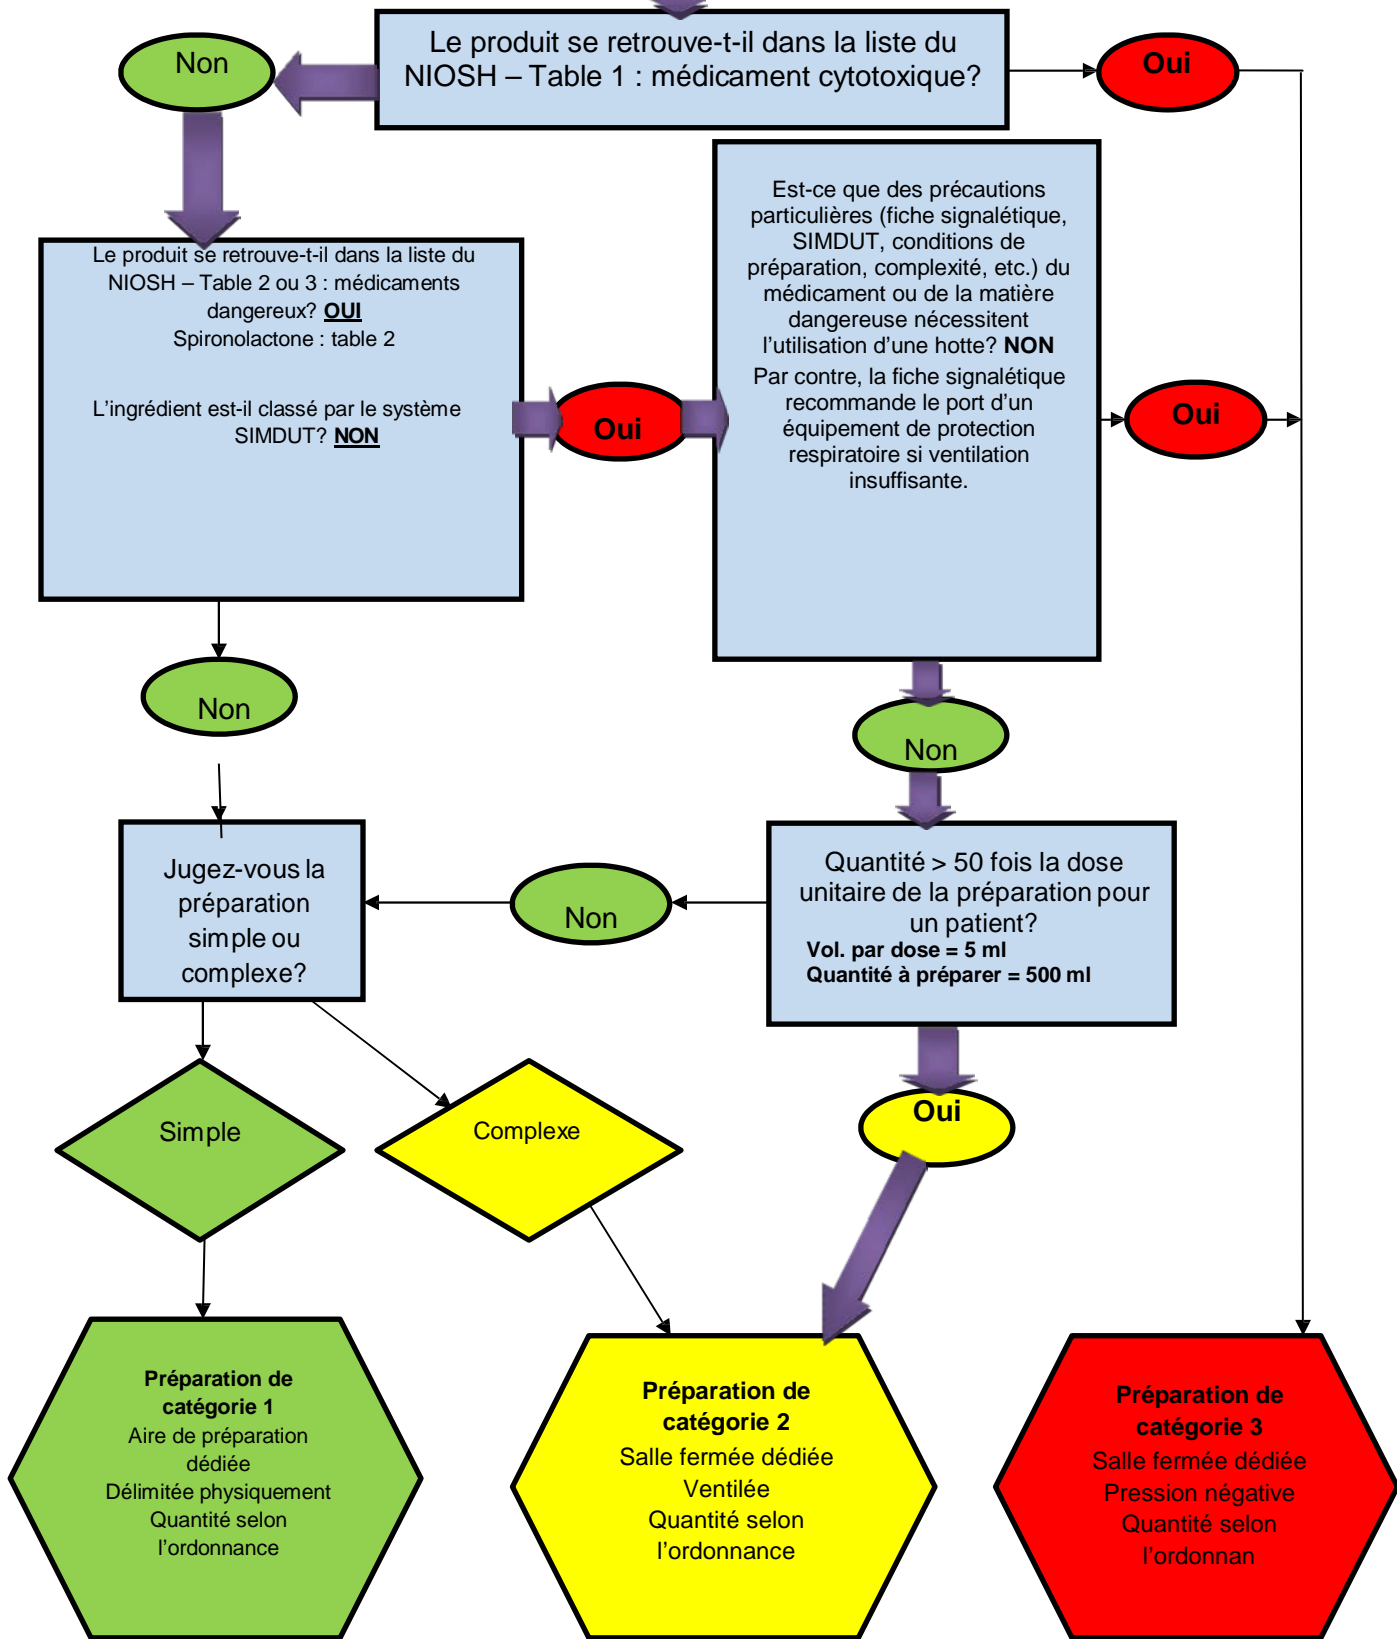 Le produit se retrouve-t-il dans la liste du
NIOSH – Table 1 : médicament cytotoxique?
Non
Oui
Le produit se retrouve-t-il dans la liste du
NIOSH – Table 2 ou 3 : médicaments
dangereux? OUI
Spironolactone : table 2
L'ingrédient est-il classé par le système
SIMDUT? NON
Oui
Est-ce que des précautions
particulières (fiche signalétique,
SIMDUT, conditions de
préparation, complexité, etc.) du
médicament ou de la matière
dangereuse nécessitent
l'utilisation d'une hotte? NON
Par contre, la fiche signalétique
recommande le port d'un
équipement de protection
respiratoire si ventilation
insuffisante.
Oui
Non
Non
Jugez-vous la
préparation
simple ou
complexe?
Non
Quantité > 50 fois la dose
unitaire de la préparation pour
un patient?
Vol. par dose = 5 ml
Quantité à préparer = 500 ml
Simple
Complexe
Oui
Préparation de
catégorie 1
Aire de préparation
dédiée
Délimitée physiquement
Quantité selon
l'ordonnance
Préparation de
catégorie 2
Salle fermée dédiée
Ventilée
Quantité selon
l'ordonnance
Préparation de
catégorie 3
Salle fermée dédiée
Pression négative
Quantité selon
l'ordonnan